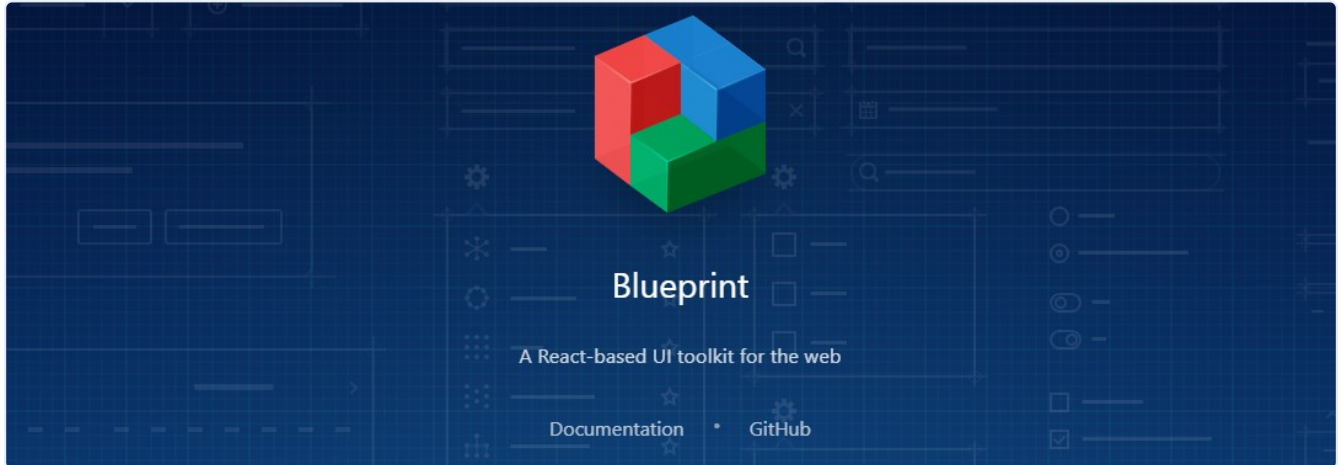 Blueprint
A React-based UI toolkit for the web
Documentation • GitHub